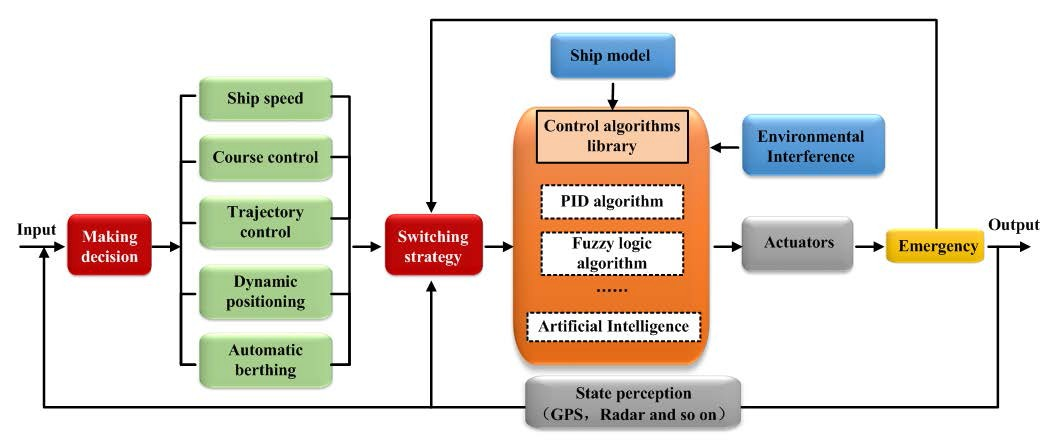 Input
Making
decision
Ship speed
Course control
Trajectory
control
Dynamic
positioning
Automatic
berthing
Switching
strategy
Ship model
Control algorithms
library
PID algorithm
Fuzzy logic
algorithm
......
Artificial Intelligence
Environmental
Interference
Actuators
Emergency
Output
State perception
（GPS，Radar and so on）